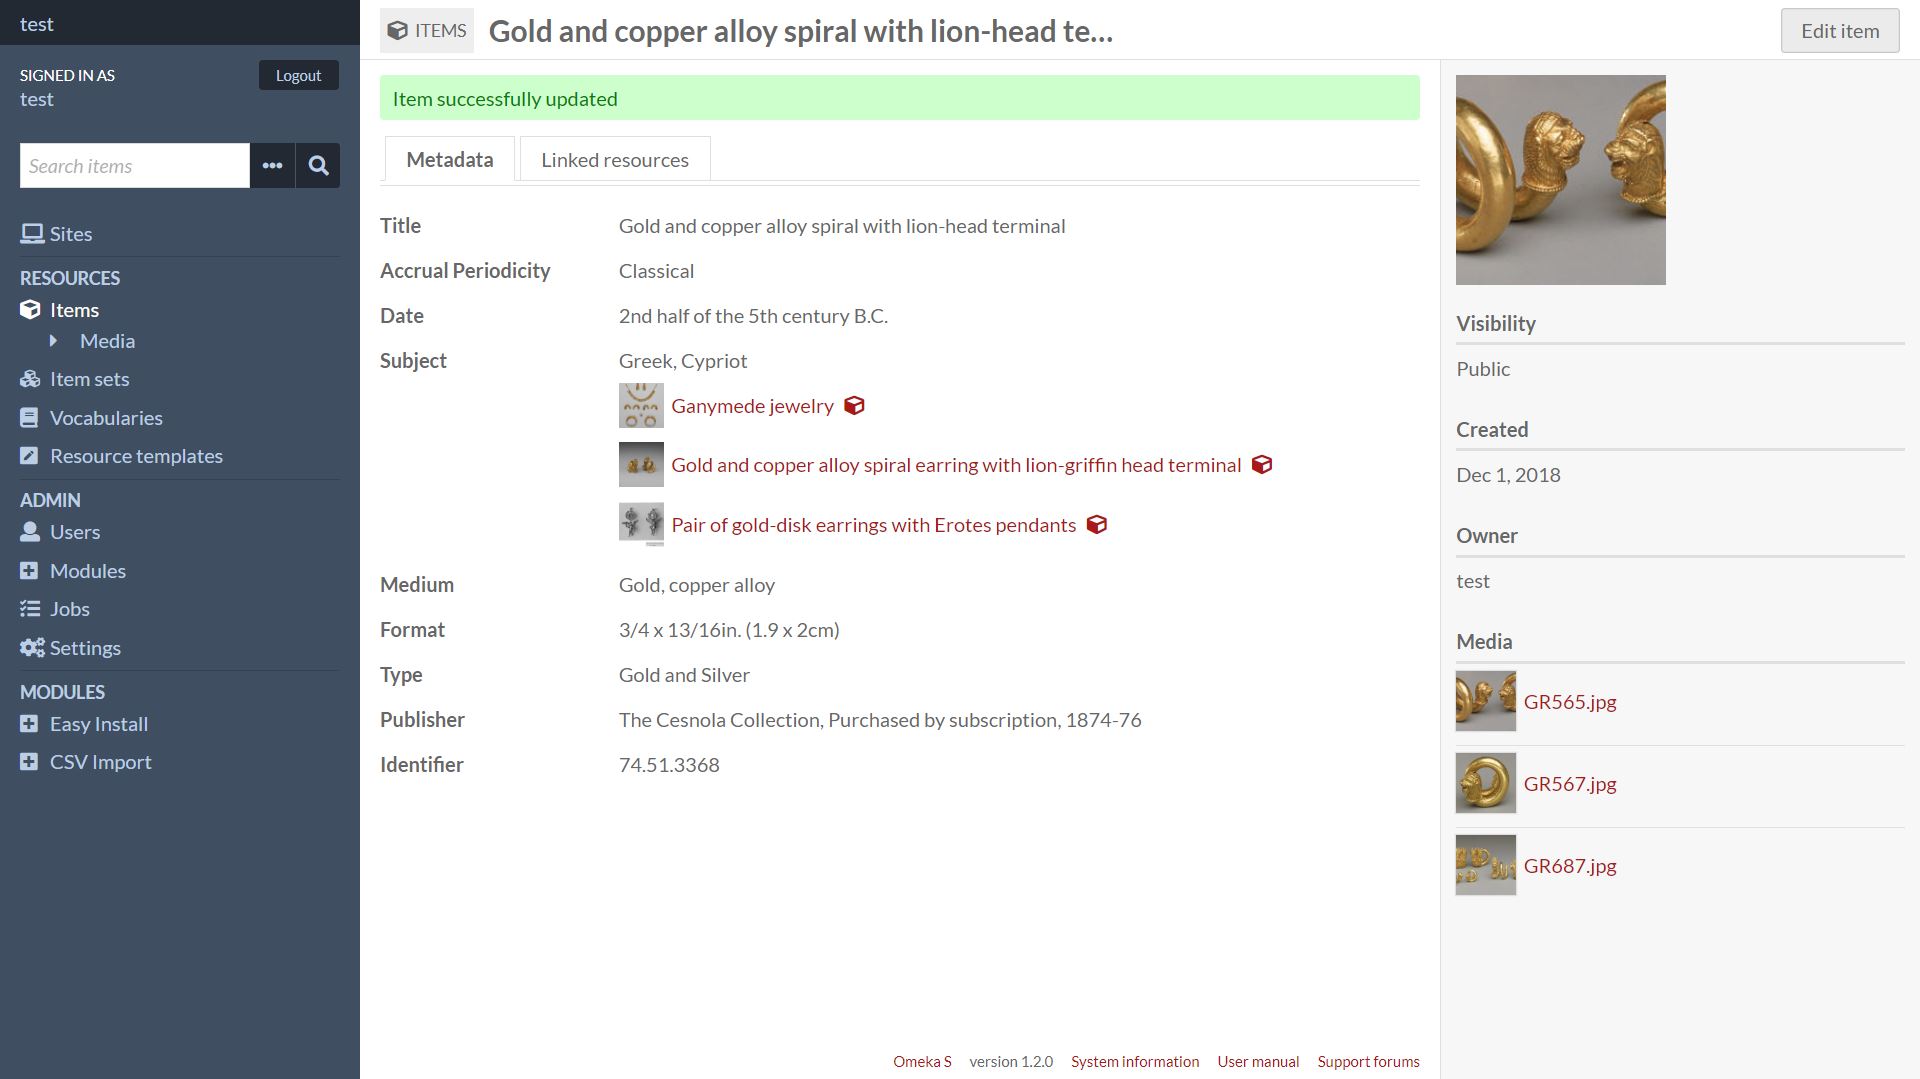 test
SIGNED IN AS
Logout
test
Search items
Sites
RESOURCES
Items
Media
Item sets
Vocabularies
Resource templates
ADMIN
Users
Modules
Jobs
Settings
MODULES
Easy Install
CSV Import
ITEMS
Gold and copper alloy spiral with lion-head te...
Edit item
Item successfully updated
Metadata
Linked resources
Title Gold and copper alloy spiral with lion-head terminal
Accrual Periodicity Classical
Date 2nd half of the 5th century B.C.
Subject Greek, Cypriot
Ganymede jewelry
Gold and copper alloy spiral earring with lion-griffin head terminal
Pair of gold-disk earrings with Erotes pendants
Medium Gold, copper alloy
Format 3/4 x 13/16in. (1.9 x 2cm)
Type Gold and Silver
Publisher The Cesnola Collection, Purchased by subscription, 1874-76
Identifier 74.51.3368
Visibility
Public
Created
Dec 1, 2018
Owner
test
Media
GR565.jpg
GR567.jpg
GR687.jpg
Omeka S version 1.2.0 System information User manual Support forums